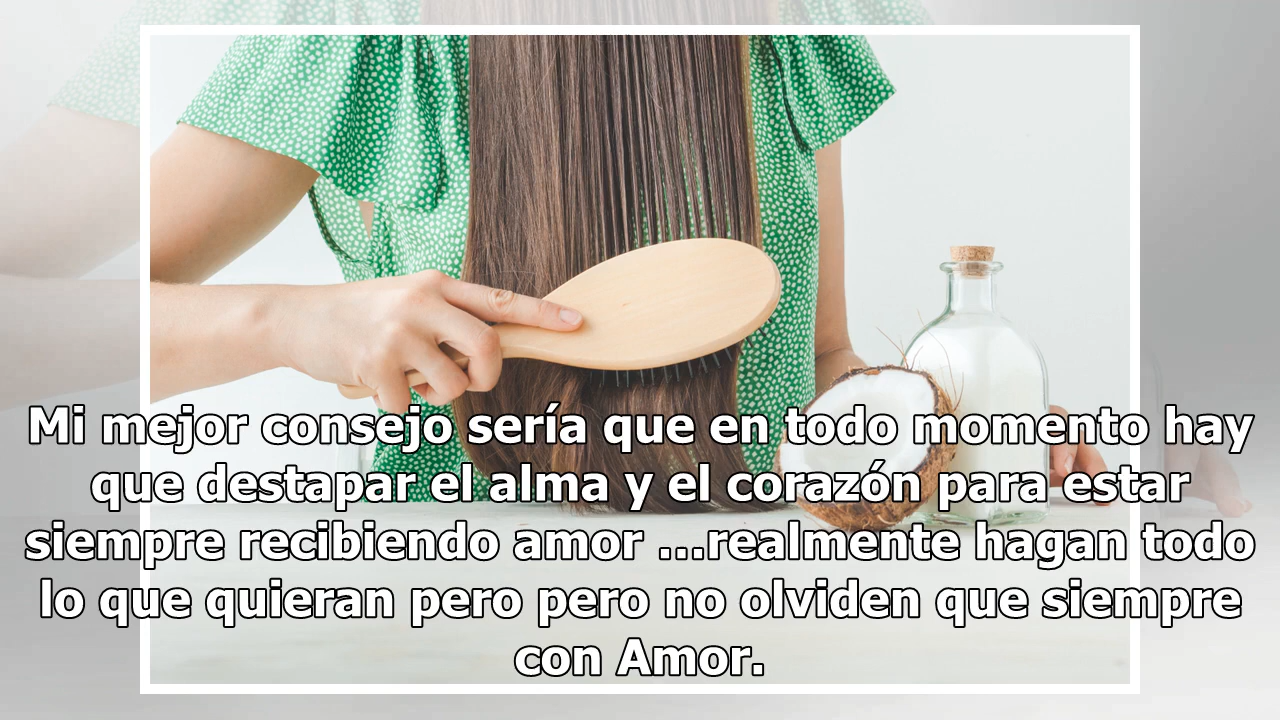 Mi mejor consejo sería que en todo momento hay
que destapar el alma y el corazón para estar
siempre recibiendo amor ...realmente hagan todo
lo que quieran pero pero no olviden que siempre
con Amor.